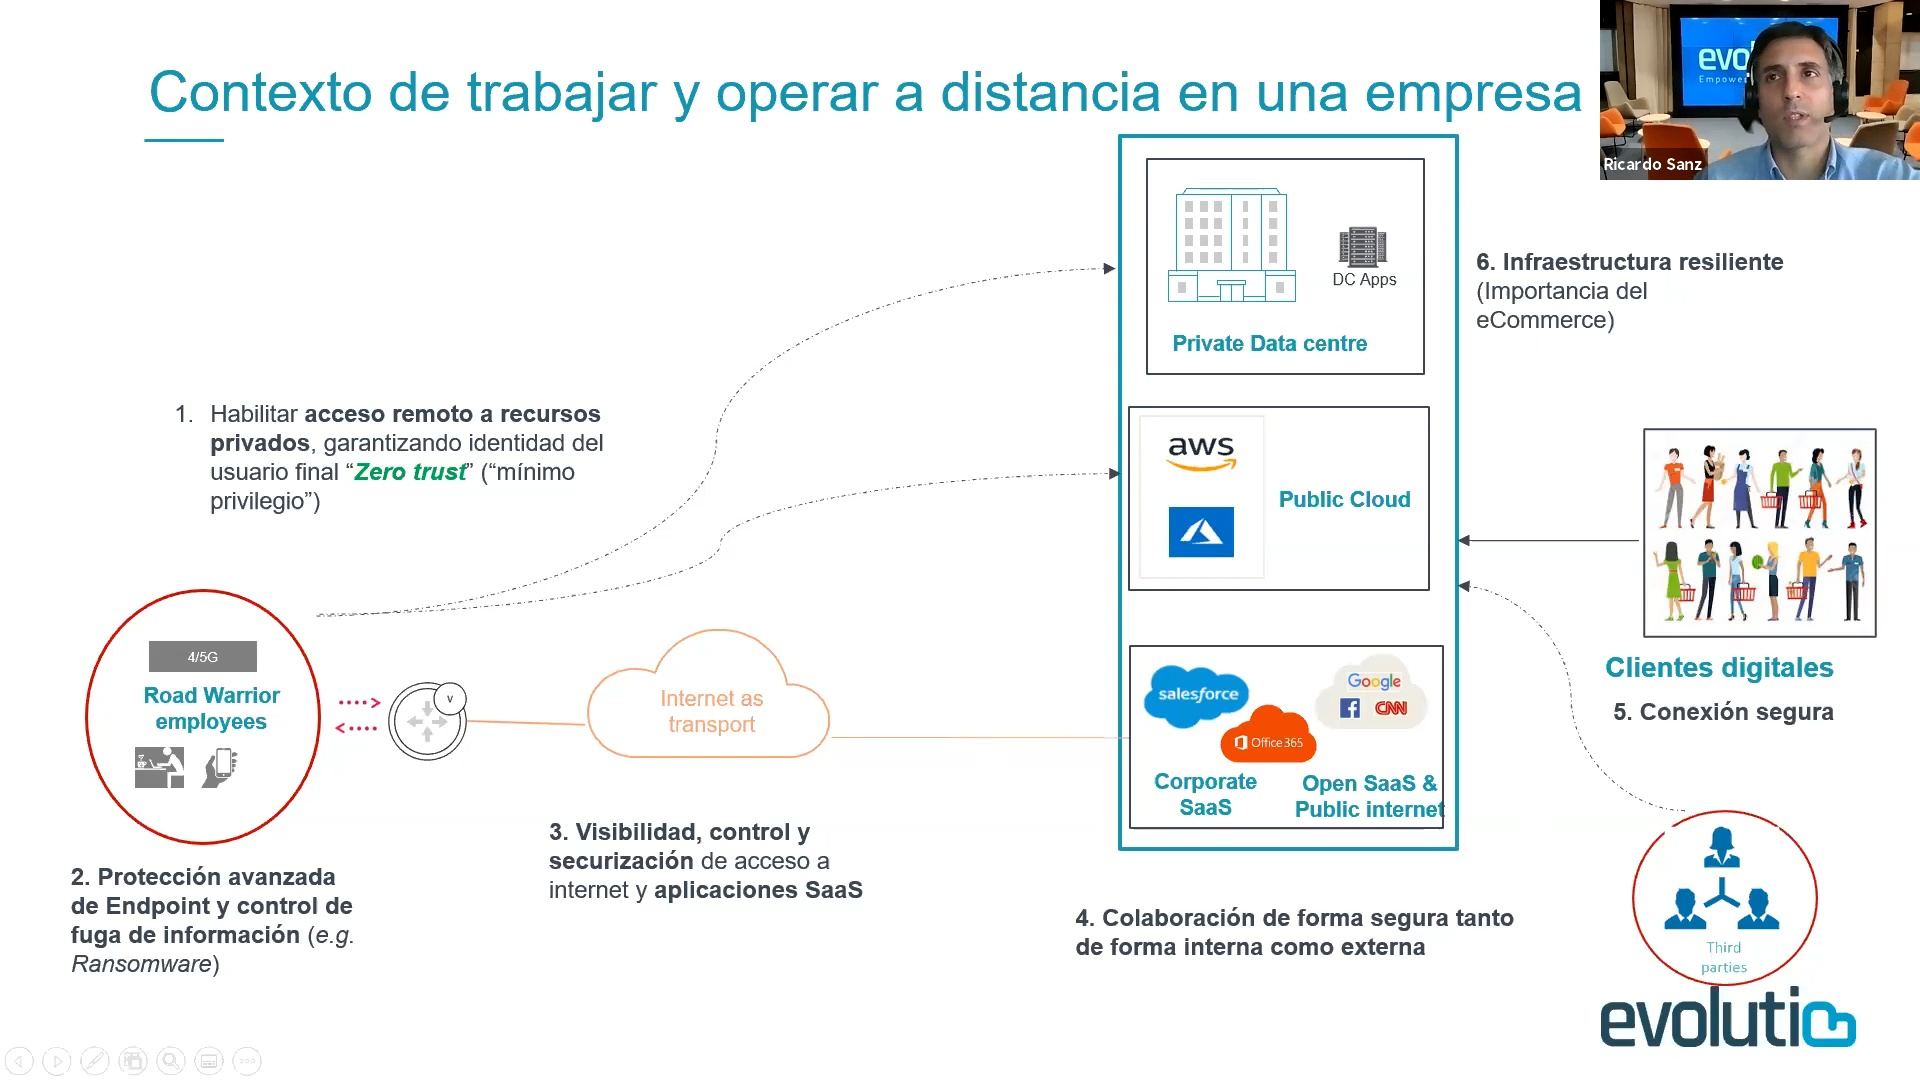 Contexto de trabajar y operar a distancia en una empresa
Ricardo Sanz
DC Apps
Private Data centre
6. Infraestructura resiliente
(Importancia del
eCommerce)
1. Habilitar acceso remoto a recursos
privados, garantizando identidad del
usuario final “Zero trust” (“mínimo
privilegio”)
aws
Public Cloud
4/5G
Road Warrior
employees
V
Internet as
transport
salesforce
Office 365
Google
CNN
Corporate
SaaS
Open SaaS &
Public internet
Clientes digitales
5. Conexión segura
2. Protección avanzada
de Endpoint y control de
fuga de información (e.g.
Ransomware)
3. Visibilidad, control y
securización de acceso a
internet y aplicaciones SaaS
4. Colaboración de forma segura tanto
de forma interna como externa
Third
parties
evolutio